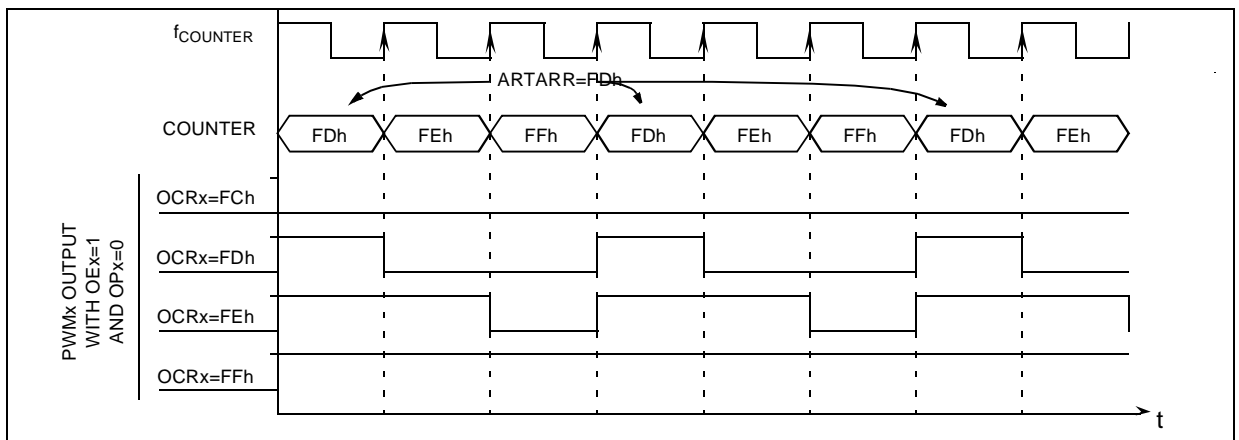 fCOUNTER
ARTARR=FDh
COUNTER
FDh FEh FFh FDh FEh FFh FDh FEh
PWMx OUTPUT
WITH OEx=1
AND OPx=0
OCRx=FCh
OCRx=FDh
OCRx=FEh
OCRx=FFh
t